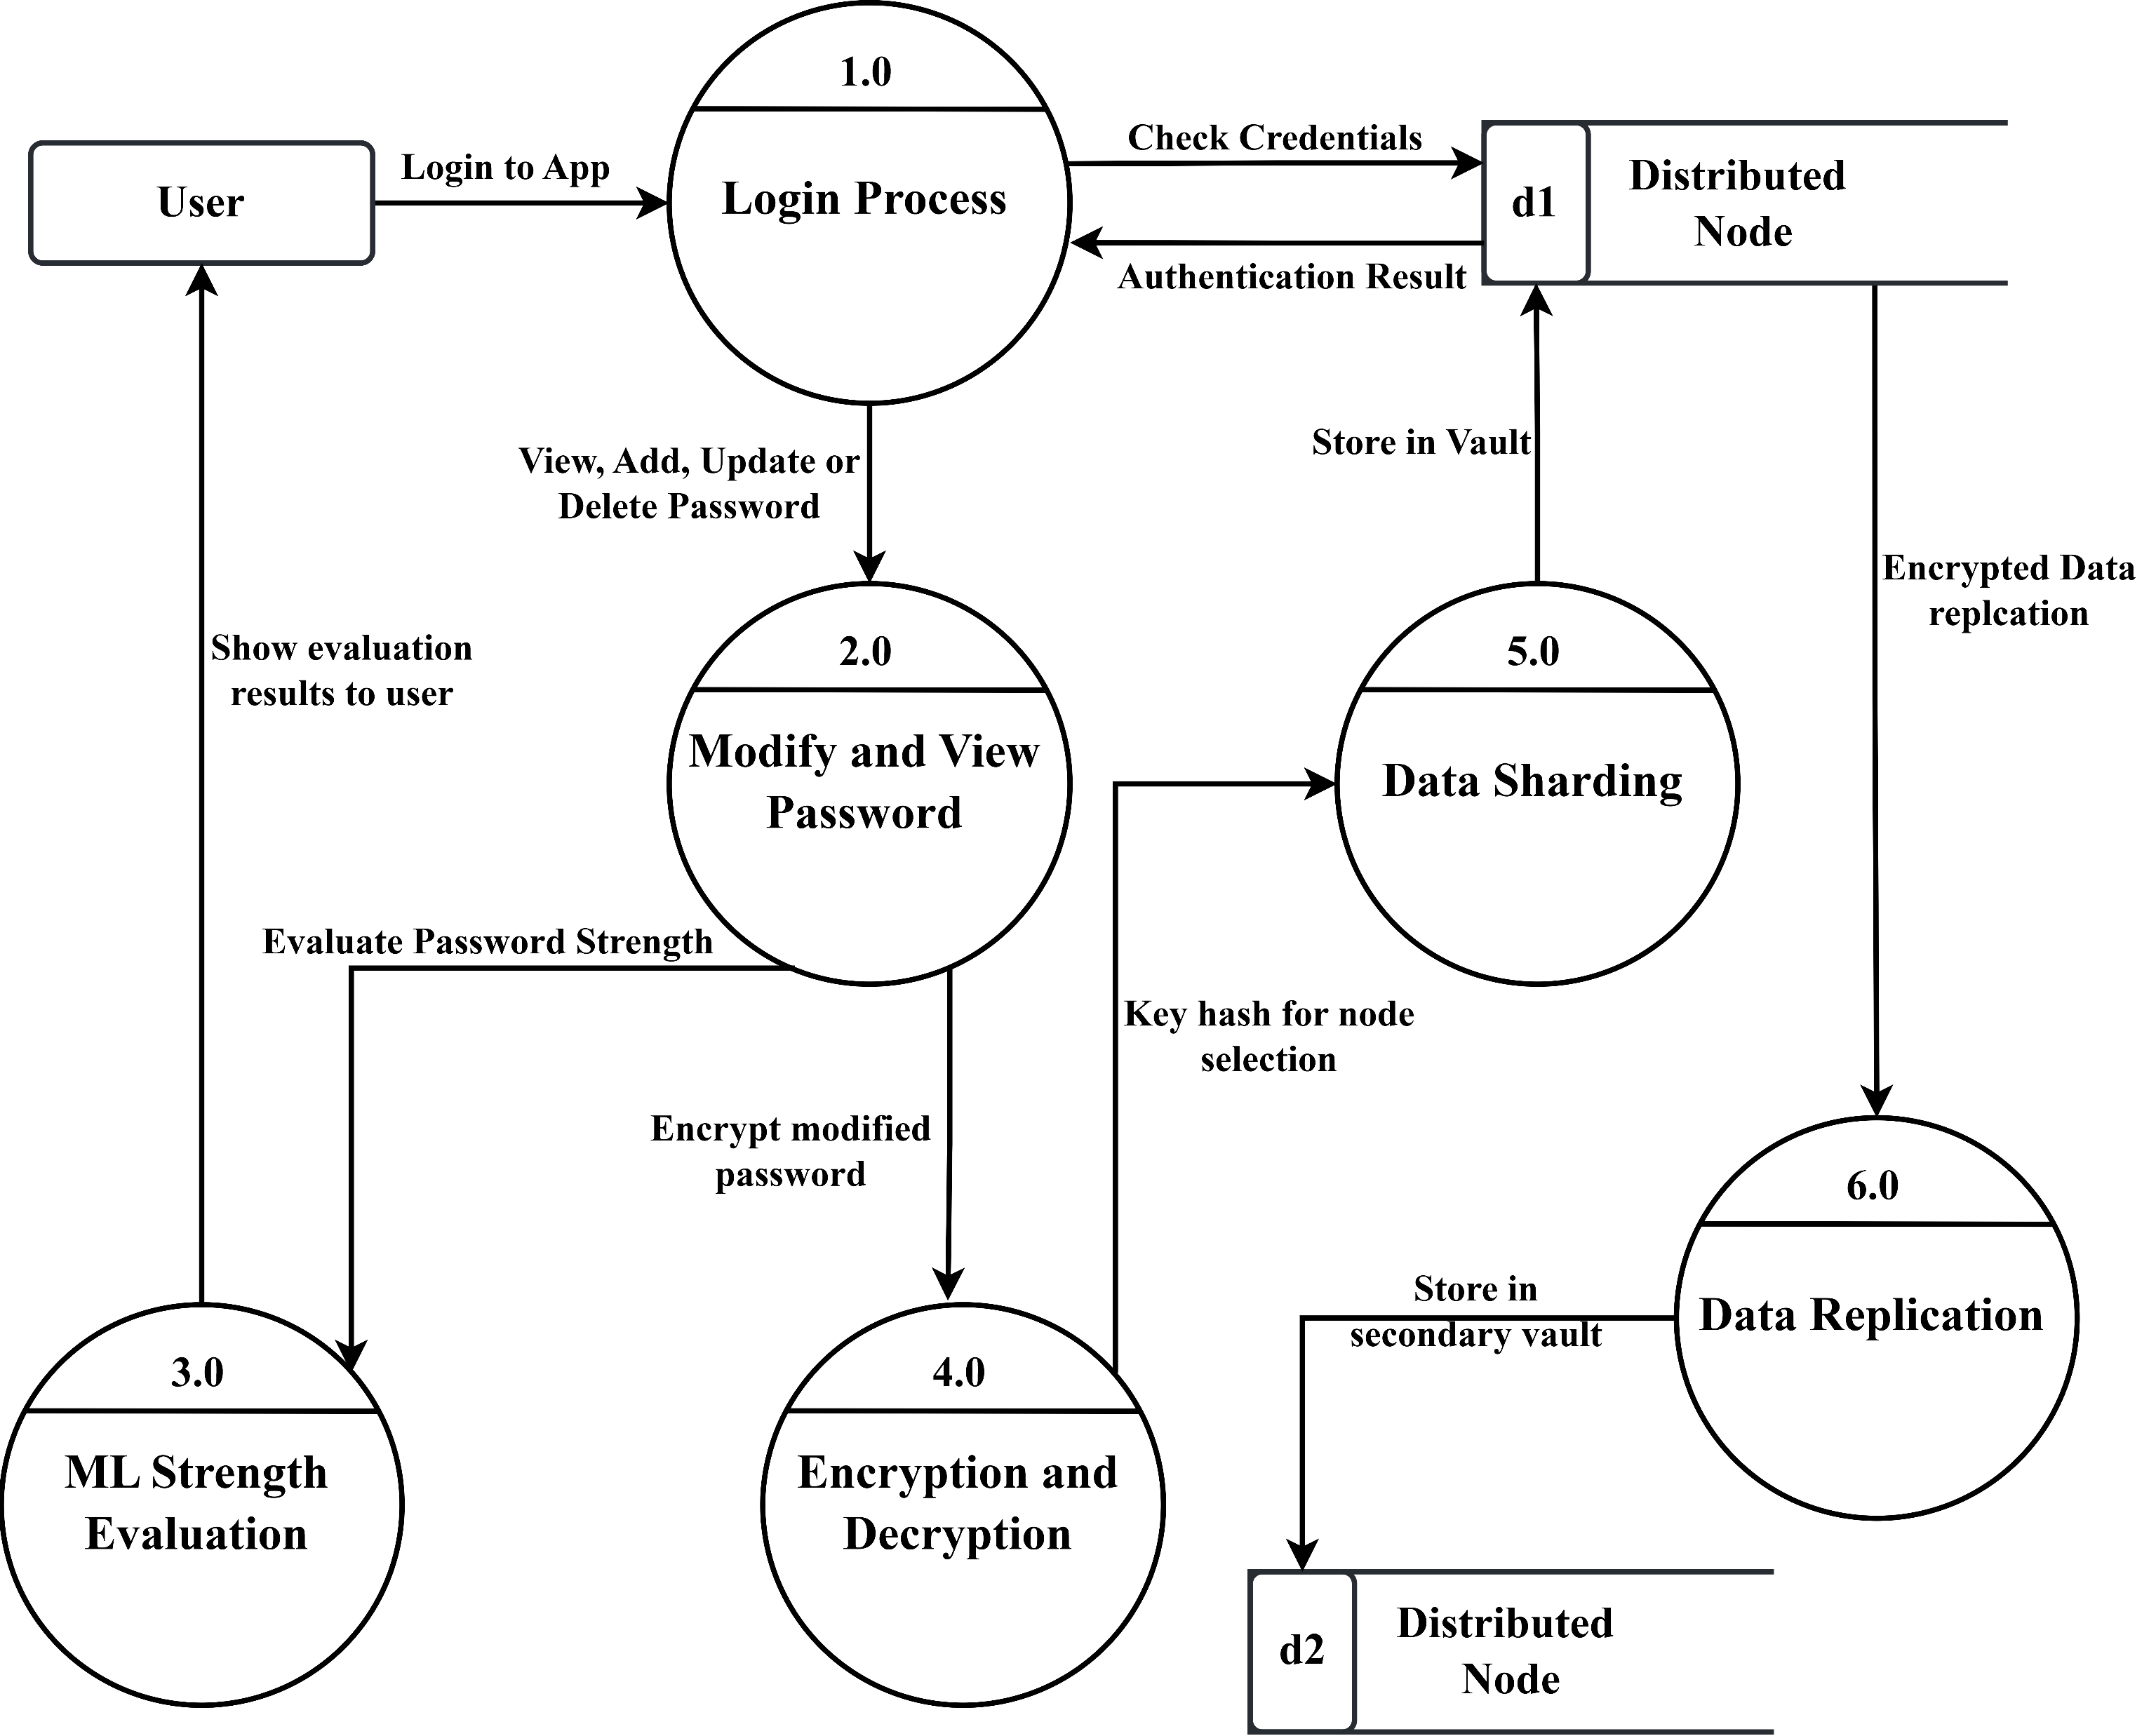 1.0
Login Process
User
Login to App
Check Credentials
Authentication Result
d1
Distributed
Node
View, Add, Update or
Delete Password
Store in Vault
Encrypted Data
replcation
Show evaluation
results to user
2.0
Modify and View
Password
5.0
Data Sharding
Evaluate Password Strength
Key hash for node
selection
Encrypt modified
password
6.0
Data Replication
Store in
secondary vault
3.0
ML Strength
Evaluation
4.0
Encryption and
Decryption
d2
Distributed
Node